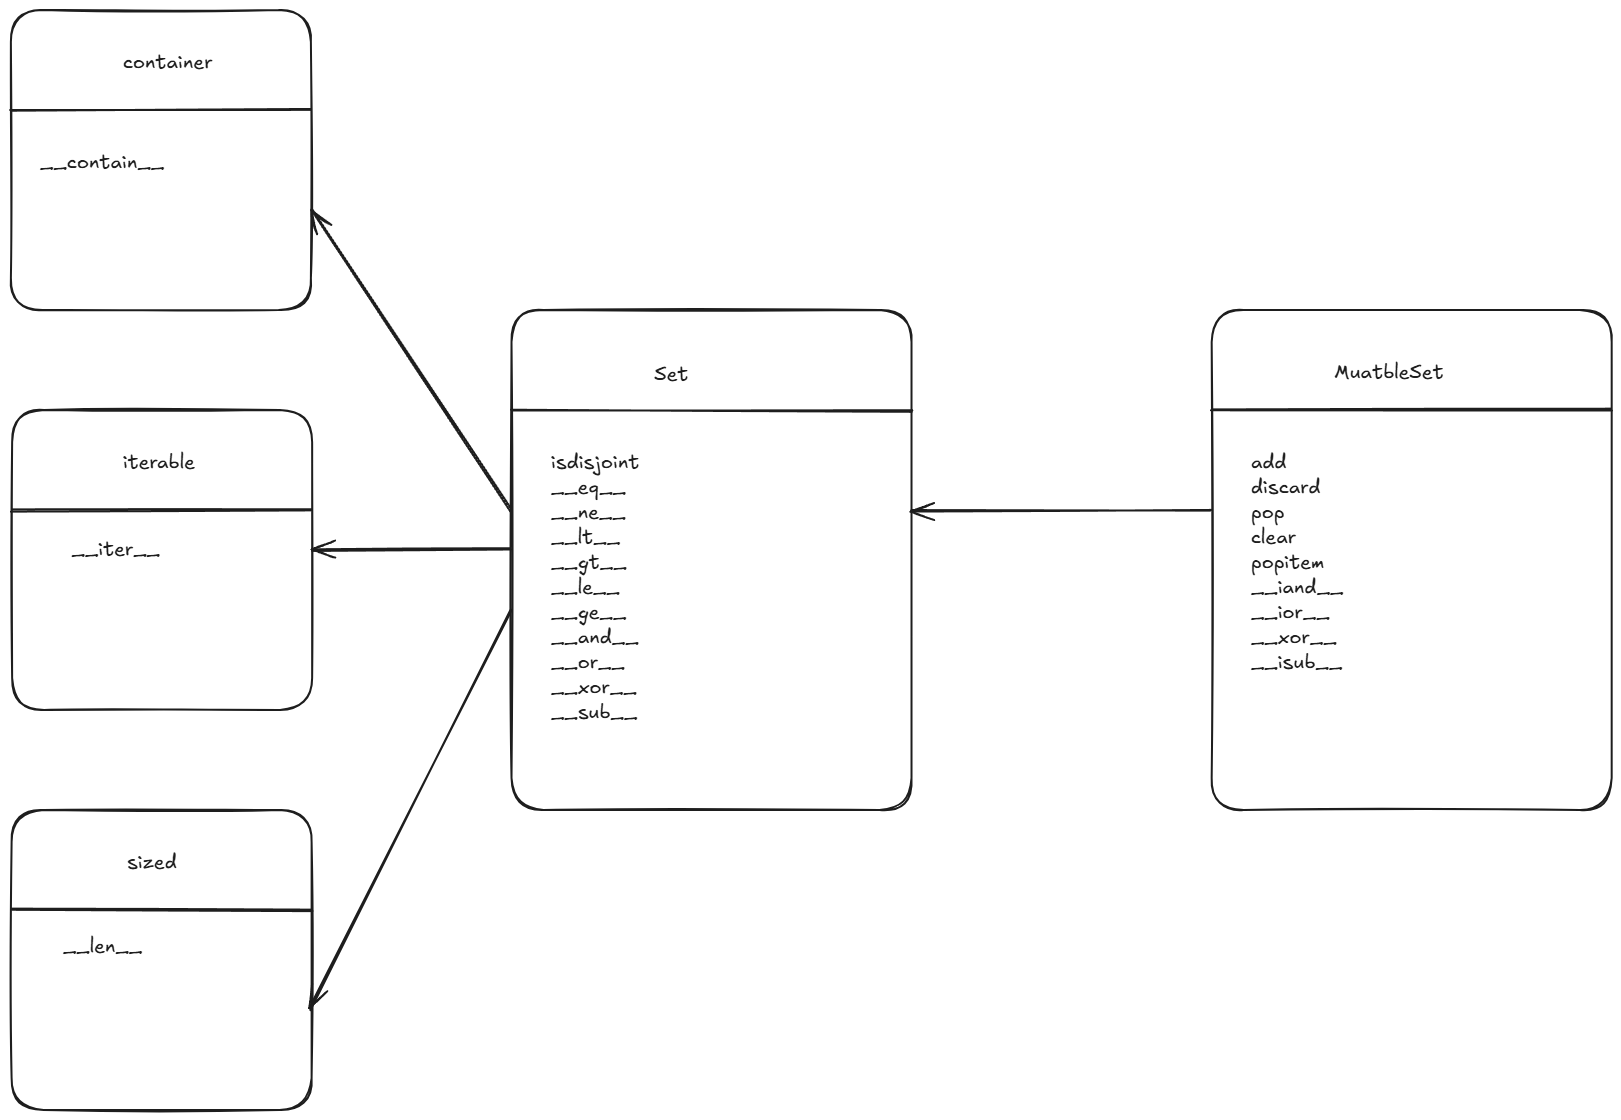 container
__contain__
iterable
__iter__
sized
__len__
Set
isdisjoint
__eq__
__ne__
__lt__
__gt__
__le__
__ge__
__and__
__or__
__xor__
__sub__
MuatbleSet
add
discard
pop
clear
popitem
__iand__
__ior__
__xor__
__isub__